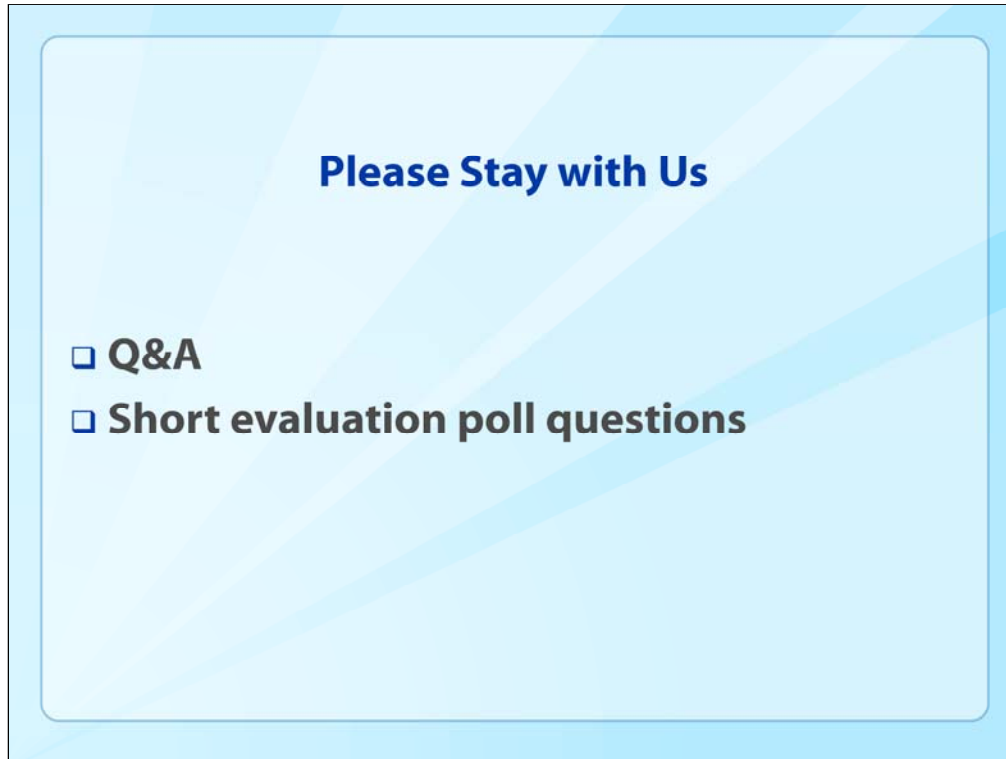 Please Stay with Us
❑ Q&A
❑ Short evaluation poll questions